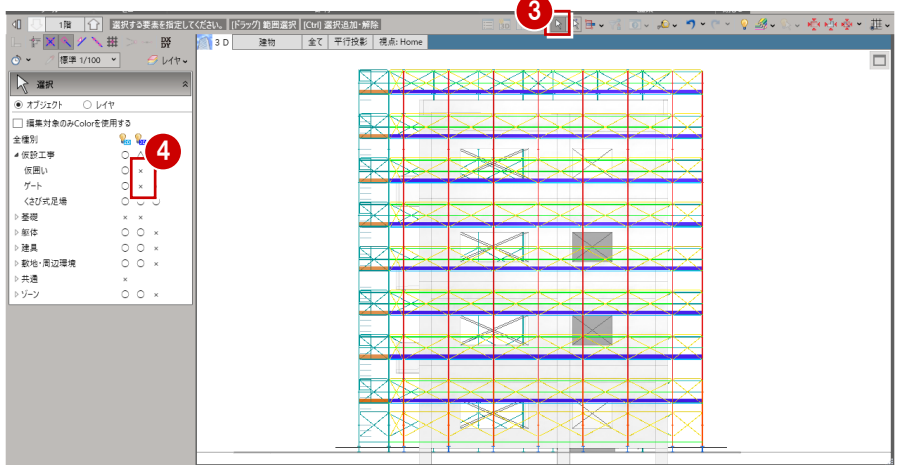 3
1階 選択する要素を指定してください。 [ドラッグ] 範囲選択 [Ctrl] 選択追加・解除
標準 1/100 レイヤ
3 D 建物 全て 平行投影 視点: Home
選択
オブジェクト レイヤ
編集対象のみColorを使用する
全種別
4
仮設工事 ○ △
仮囲い ○ ×
ゲート ○ ×
くさび式足場 ○ ○ ○
基礎 × ×
躯体 ○ ○ ×
建具 ○ ○ ×
敷地・周辺環境 ○ ○ ×
共通 ×
ゾーン ○ ○ ×